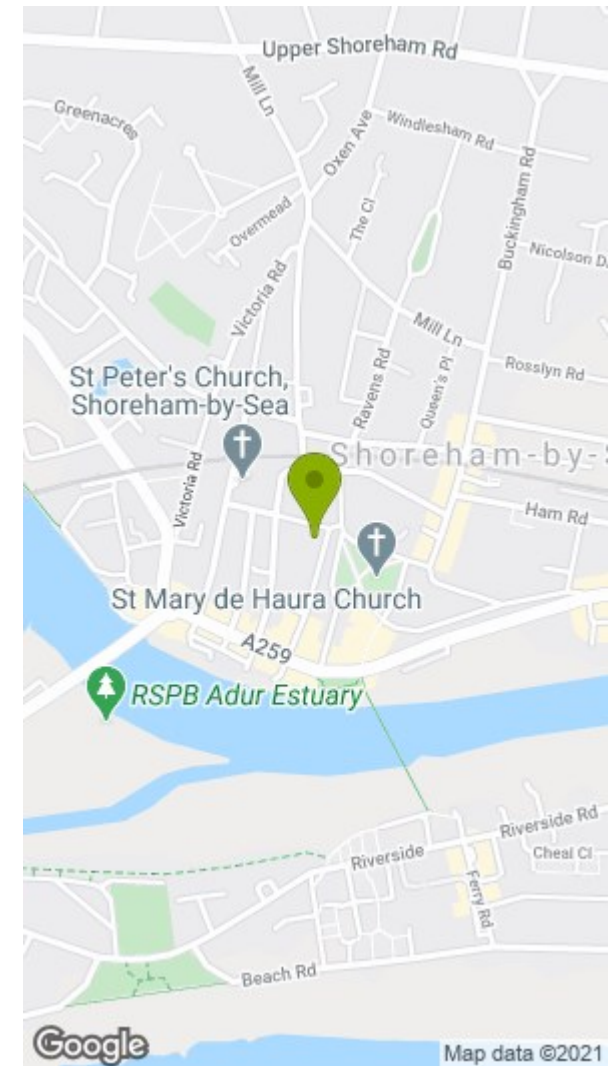 Upper Shoreham Rd
Mill Ln
Greenacres
Oxen Ave
Windlesham Rd
Buckingham Rd
Overmead
The Cl
Nicolson D
Victoria Rd
Mill Ln
Rosslyn Rd
St Peter's Church,
Shoreham-by-Sea
Ravens Rd
Queen's Pl
Shoreham-by-S
Victoria Rd
Ham Rd
St Mary de Haura Church
A259
RSPB Adur Estuary
Riverside Rd
Riverside
Cheal Cl
Ferry Rd
Beach Rd
Google
Map data ©2021